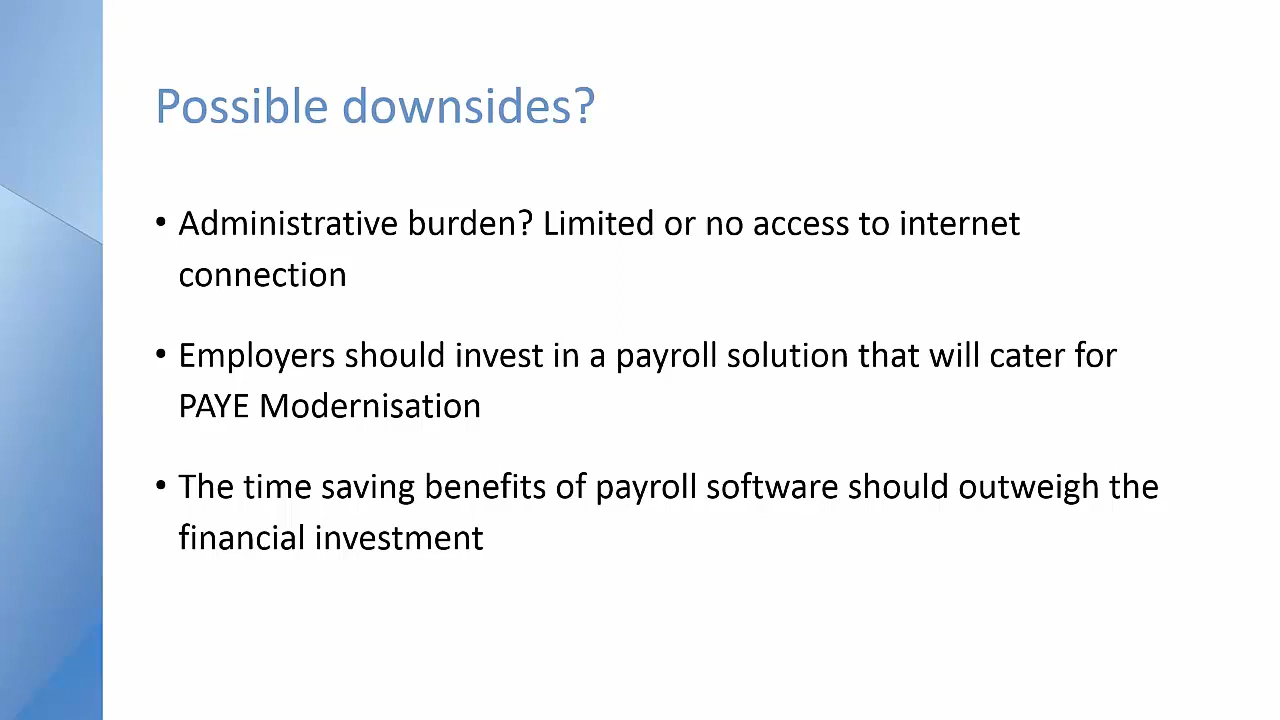 Possible downsides?
• Administrative burden? Limited or no access to internet
connection
• Employers should invest in a payroll solution that will cater for
PAYE Modernisation
• The time saving benefits of payroll software should outweigh the
financial investment